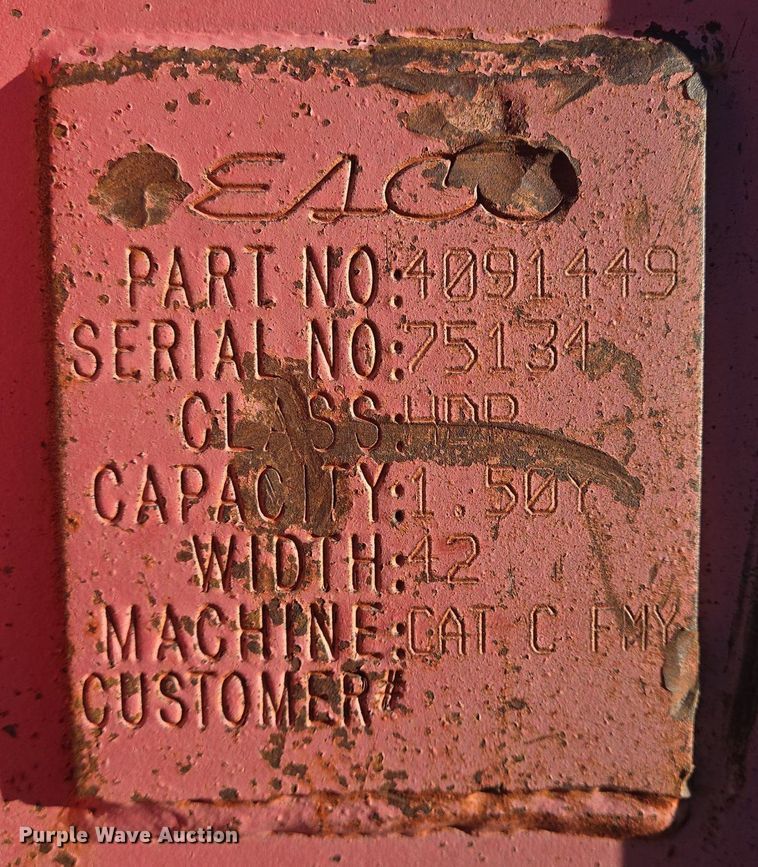 ESCO
PART NO:4091449
SERIAL NO:75134
CLASS:HDP
CAPACITY:1.50Y
WIDTH:42
MACHINE:CAT C FMY
CUSTOMER#
Purple Wave Auction